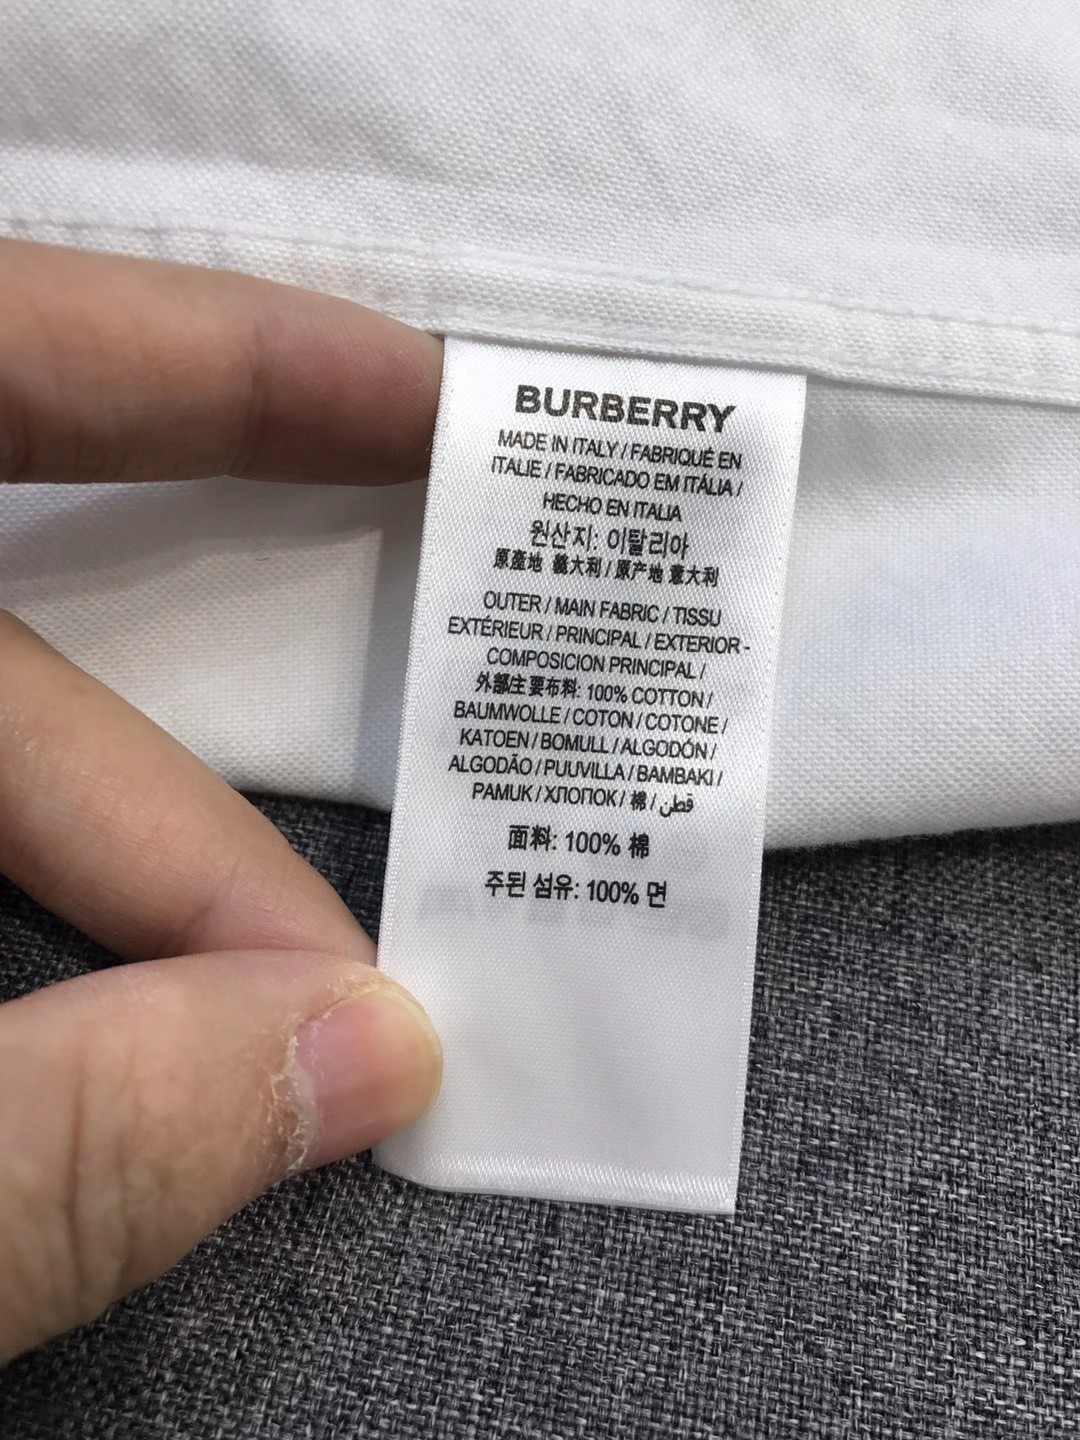 BURBERRY
MADE IN ITALY / FABRIQUÉ EN
ITALIE / FABRICADO EM ITÁLIA /
HECHO EN ITALIA
원산지: 이탈리아
原產地 義大利 / 原产地 意大利
OUTER / MAIN FABRIC / TISSU
EXTÉRIEUR / PRINCIPAL / EXTERIOR -
COMPOSICION PRINCIPAL /
外部主要布料: 100% COTTON /
BAUMWOLLE / COTON / COTONE /
KATOEN / BOMULL / ALGODÓN /
ALGODÃO / PUUVILLA / BAMBAKI /
PAMUK / ХЛОПОК / 棉 / قطن
面料: 100% 棉
주된 섬유: 100% 면